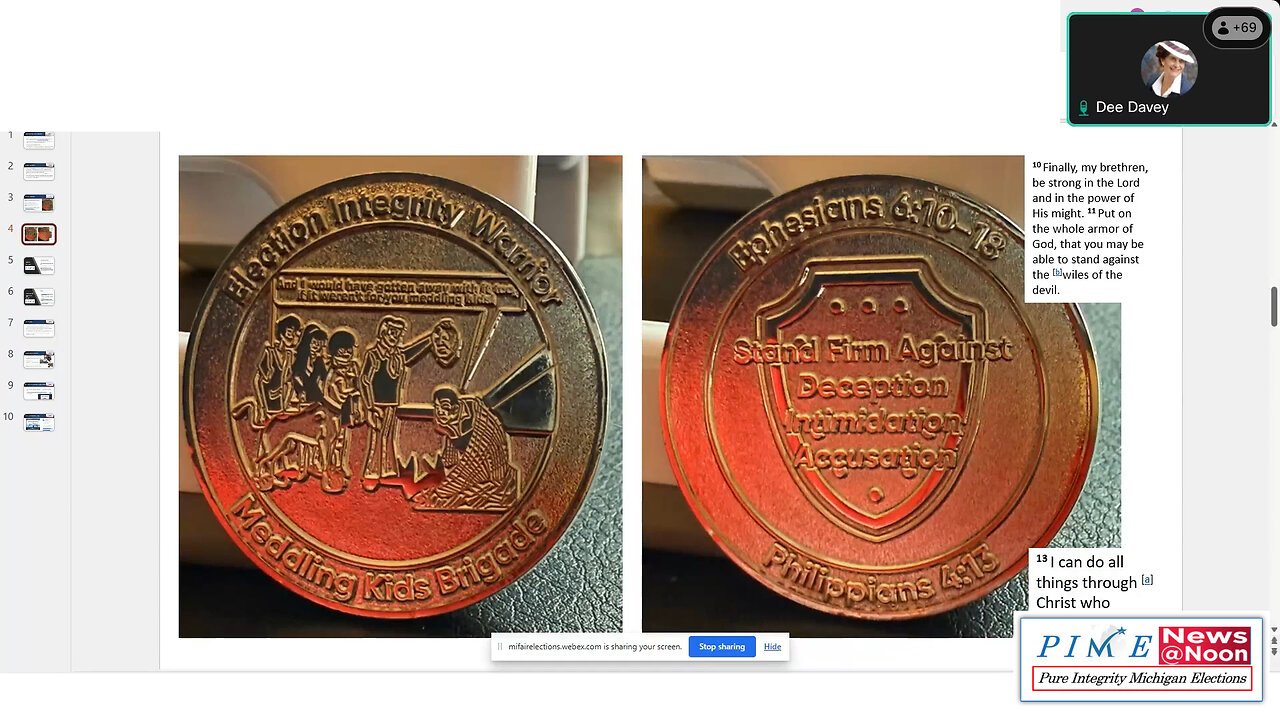 +69
Dee Davey
1
2
3
4
5
6
7
8
9
10
Election Integrity Warrior
And I would have gotten away with it too,
if it weren't for you meddling kids.
Meddling Kids Brigade
Ephesians 6:10-18
Stand Firm Against
Deception
Intimidation
Accusation
Philippians 4:13
10 Finally, my brethren,
be strong in the Lord
and in the power of
His might. 11 Put on
the whole armor of
God, that you may be
able to stand against
the [b]wiles of the
devil.
13 I can do all
things through [a]
Christ who
mifairelections.webex.com is sharing your screen.
Stop sharing
Hide
PIME
News
@Noon
Pure Integrity Michigan Elections